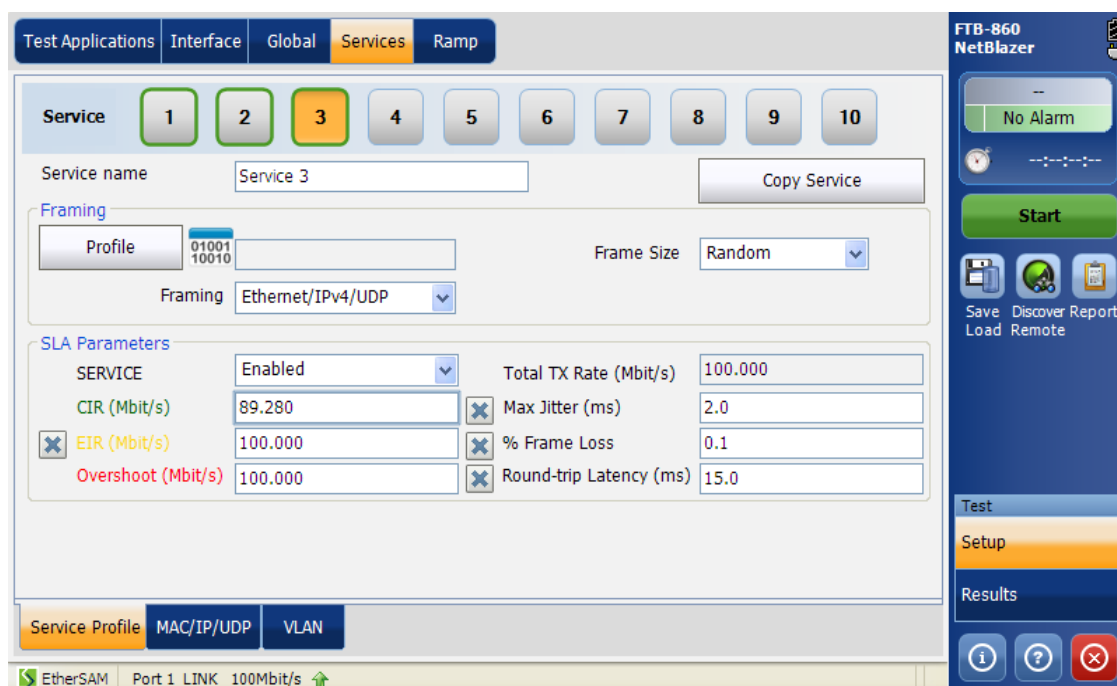 Test Applications Interface Global Services Ramp
FTB-860
NetBlazer
Service 1 2 3 4 5 6 7 8 9 10
--
No Alarm
--:--:--:--
Service name Service 3 Copy Service
Start
Framing
Profile 01001
10010
Frame Size Random
Framing Ethernet/IPv4/UDP
Save Discover Report
Load Remote
SLA Parameters
SERVICE Enabled Total TX Rate (Mbit/s) 100.000
CIR (Mbit/s) 89.280 Max Jitter (ms) 2.0
EIR (Mbit/s) 100.000 % Frame Loss 0.1
Overshoot (Mbit/s) 100.000 Round-trip Latency (ms) 15.0
Test
Setup
Results
Service Profile MAC/IP/UDP VLAN
EtherSAM Port 1 LINK 100Mbit/s